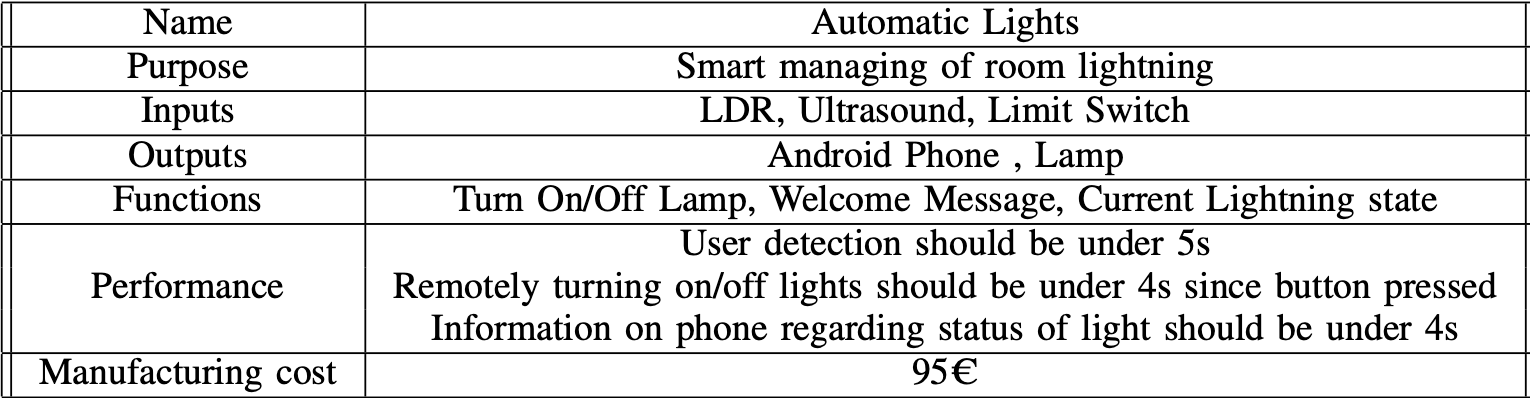 Name Automatic Lights
Purpose Smart managing of room lightning
Inputs LDR, Ultrasound, Limit Switch
Outputs Android Phone , Lamp
Functions Turn On/Off Lamp, Welcome Message, Current Lightning state
User detection should be under 5s
Performance Remotely turning on/off lights should be under 4s since button pressed
Information on phone regarding status of light should be under 4s
Manufacturing cost 95€